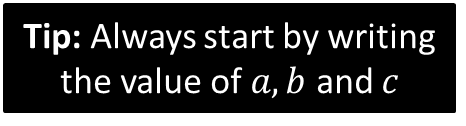 Tip: Always start by writing
the value of a, b and c